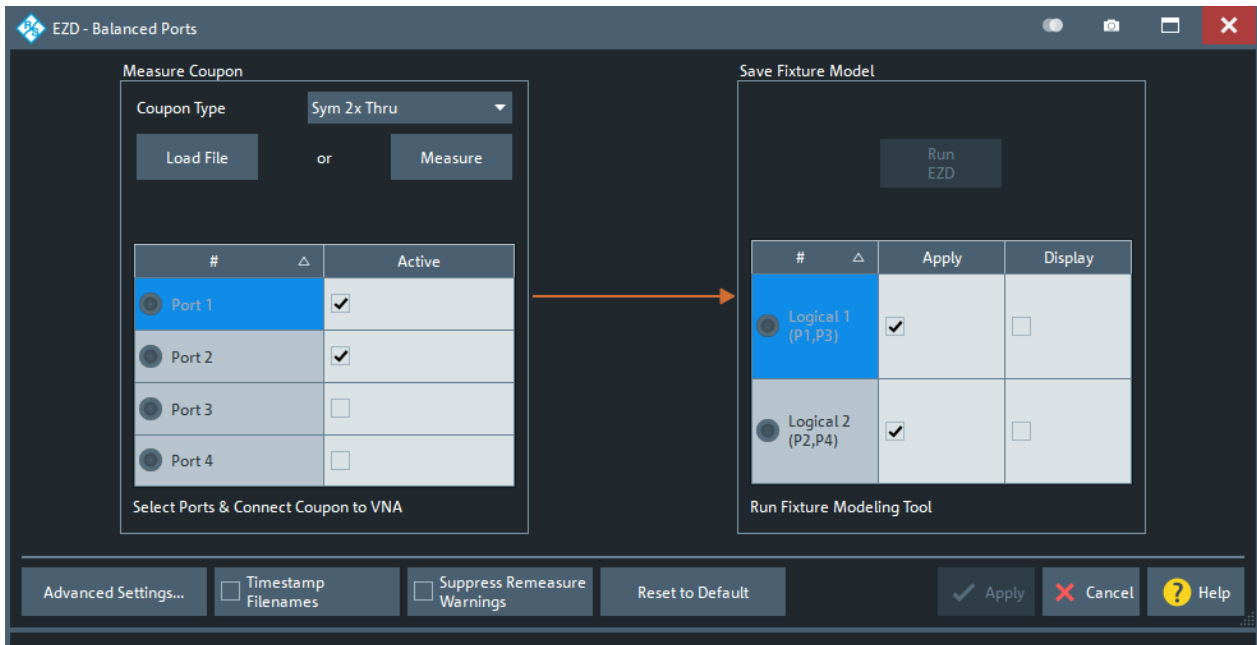 EZD - Balanced Ports
Measure Coupon
Coupon Type
Sym 2x Thru
Load File
or
Measure
# Active
Port 1
Port 2
Port 3
Port 4
Select Ports & Connect Coupon to VNA
Save Fixture Model
Run
EZD
# Apply Display
Logical 1
(P1,P3)
Logical 2
(P2,P4)
Run Fixture Modeling Tool
Advanced Settings...
Timestamp
Filenames
Suppress Remeasure
Warnings
Reset to Default
Apply
Cancel
? Help